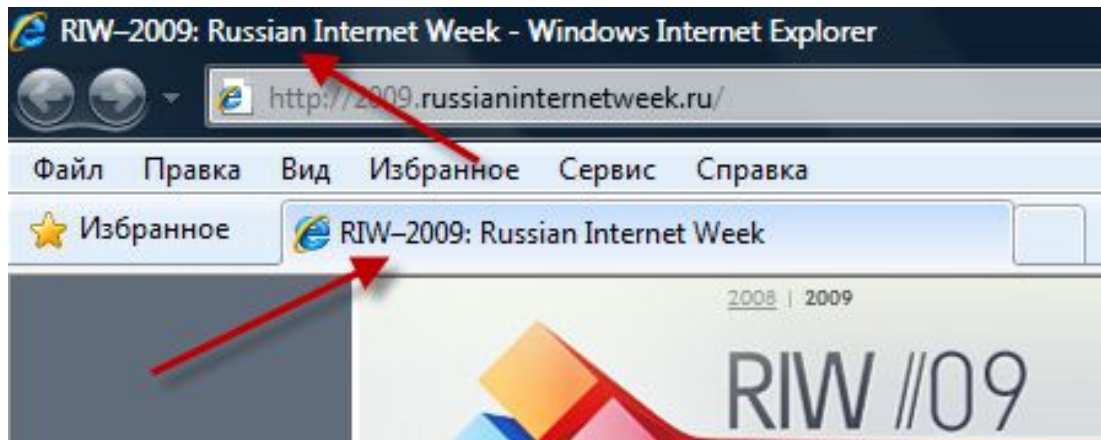 RIW–2009: Russian Internet Week - Windows Internet Explorer
http://2009.russianinternetweek.ru/
Файл Правка Вид Избранное Сервис Справка
Избранное RIW–2009: Russian Internet Week
2008 | 2009
RIW //09